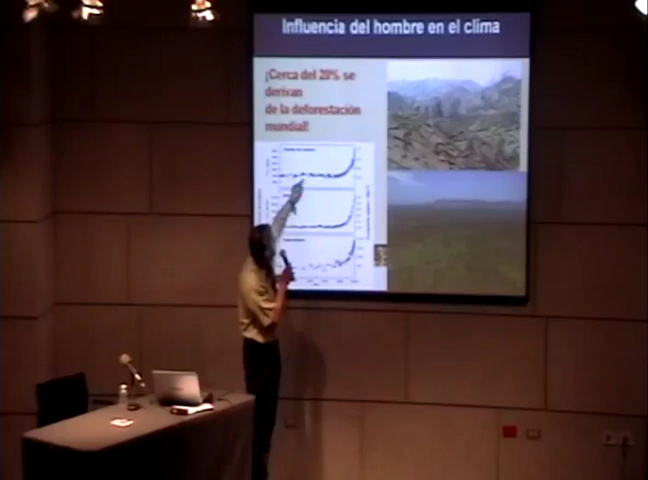 Influencia del hombre en el clima
¡Cerca del 20% se
derivan
de la deforestación
mundial!